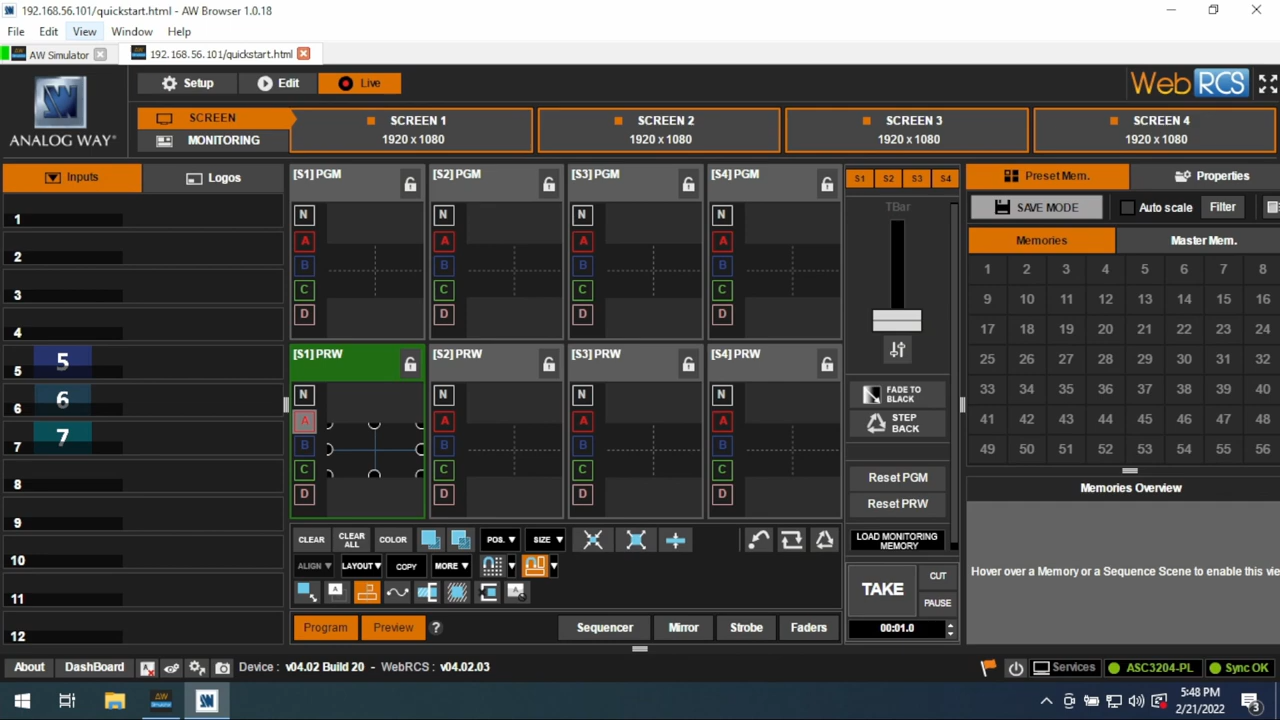 192.168.56.101/quickstart.html - AW Browser 1.0.18
File Edit View Window Help
AW Simulator 192.168.56.101/quickstart.html
ANALOG WAY®
Setup Edit Live
WebRCS
SCREEN
MONITORING
SCREEN 1
1920 x 1080
SCREEN 2
1920 x 1080
SCREEN 3
1920 x 1080
SCREEN 4
1920 x 1080
Inputs Logos
1
2
3
4
5 5
6 6
7 7
8
9
10
11
12
[S1] PGM
N
A
B
C
D
[S2] PGM
N
A
B
C
D
[S3] PGM
N
A
B
C
D
[S4] PGM
N
A
B
C
D
[S1] PRW
N
A
B
C
D
[S2] PRW
N
A
B
C
D
[S3] PRW
N
A
B
C
D
[S4] PRW
N
A
B
C
D
CLEAR CLEAR ALL COLOR POS. SIZE
ALIGN LAYOUT COPY MORE
Program Preview ? Sequencer Mirror Strobe Faders
S1 S2 S3 S4
TBar
FADE TO
BLACK
STEP
BACK
Reset PGM
Reset PRW
LOAD MONITORING
MEMORY
TAKE
CUT
PAUSE
00:01.0
Preset Mem. Properties
SAVE MODE Auto scale Filter
Memories Master Mem.
1 2 3 4 5 6 7 8
9 10 11 12 13 14 15 16
17 18 19 20 21 22 23 24
25 26 27 28 29 30 31 32
33 34 35 36 37 38 39 40
41 42 43 44 45 46 47 48
49 50 51 52 53 54 55 56
Memories Overview
Hover over a Memory or a Sequence Scene to enable this vie
About DashBoard Device : v04.02 Build 20 - WebRCS : v04.02.03 Services ASC3204-PL Sync OK
AW
5:48 PM
2/21/2022
3